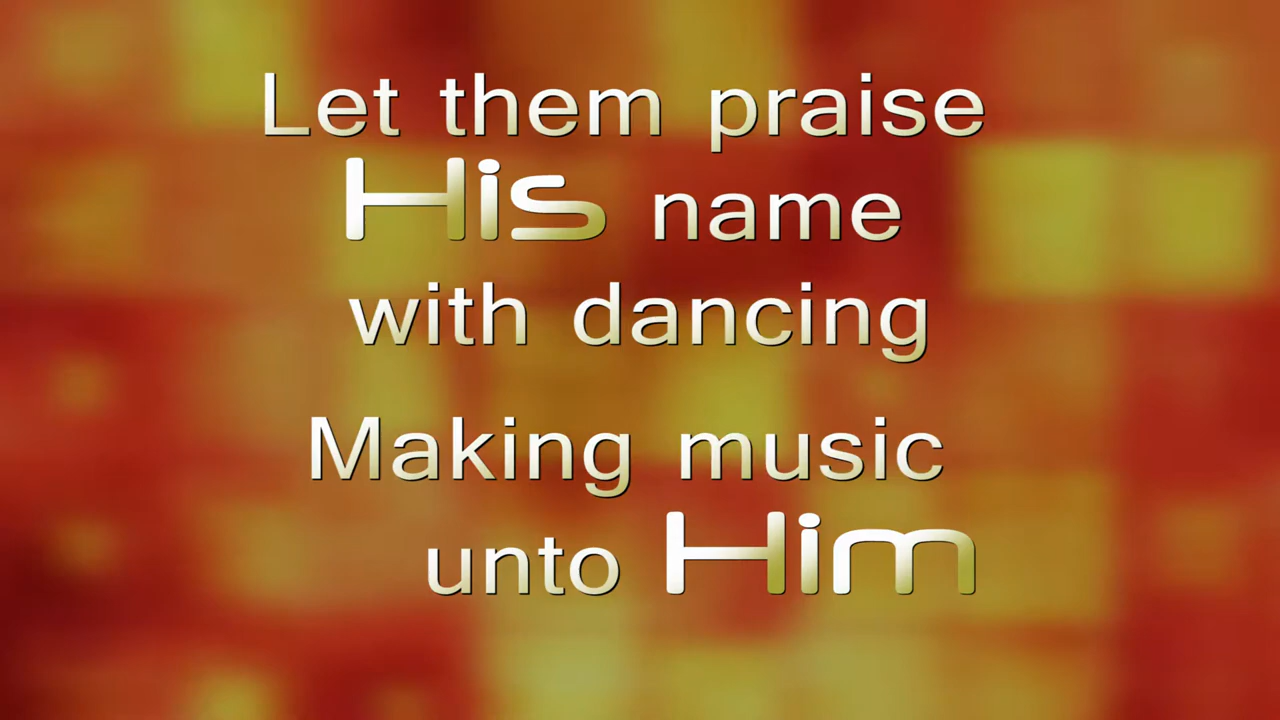 Let them praise
His name
with dancing
Making music
unto Him